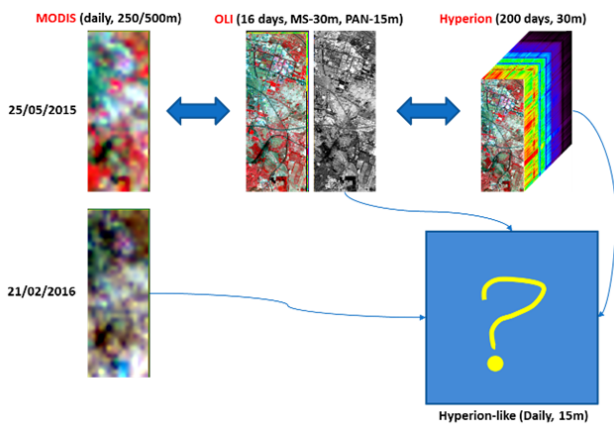 MODIS (daily, 250/500m)
OLI (16 days, MS-30m, PAN-15m)
Hyperion (200 days, 30m)
25/05/2015
21/02/2016
?
Hyperion-like (Daily, 15m)